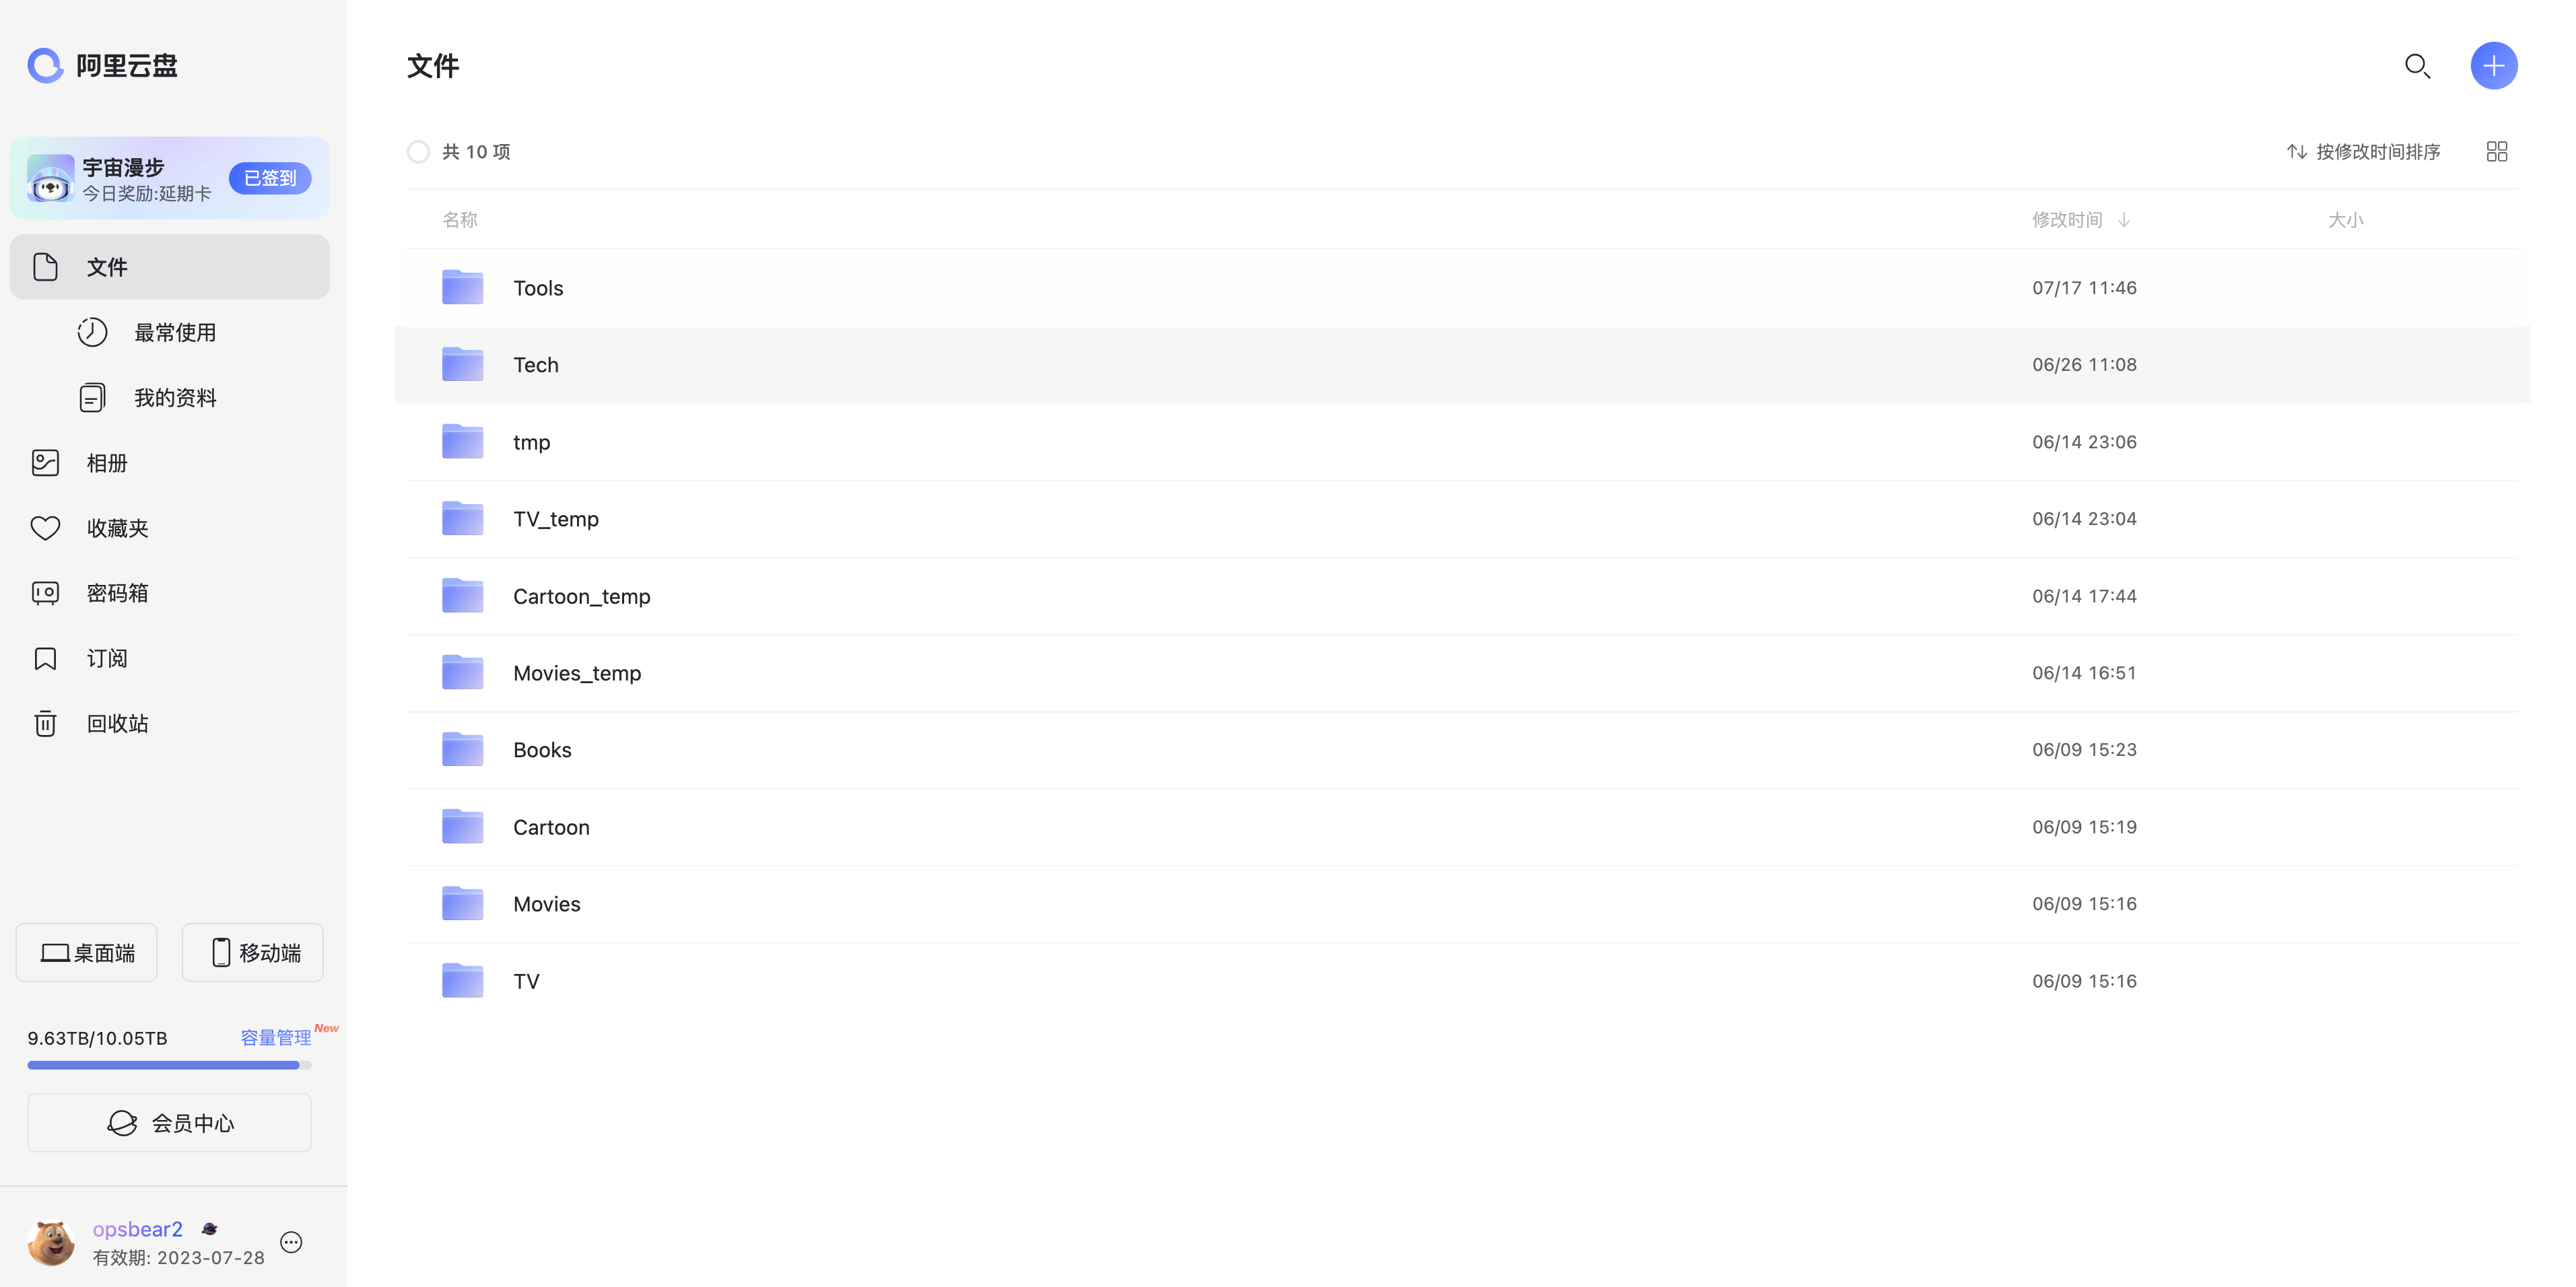 阿里云盘
宇宙漫步
今日奖励:延期卡
已签到
文件
最常使用
我的资料
相册
收藏夹
密码箱
订阅
回收站
桌面端
移动端
9.63TB/10.05TB
容量管理
New
会员中心
opsbear2
有效期: 2023-07-28
文件
共 10 项
按修改时间排序
名称 修改时间 大小
Tools 07/17 11:46
Tech 06/26 11:08
tmp 06/14 23:06
TV_temp 06/14 23:04
Cartoon_temp 06/14 17:44
Movies_temp 06/14 16:51
Books 06/09 15:23
Cartoon 06/09 15:19
Movies 06/09 15:16
TV 06/09 15:16